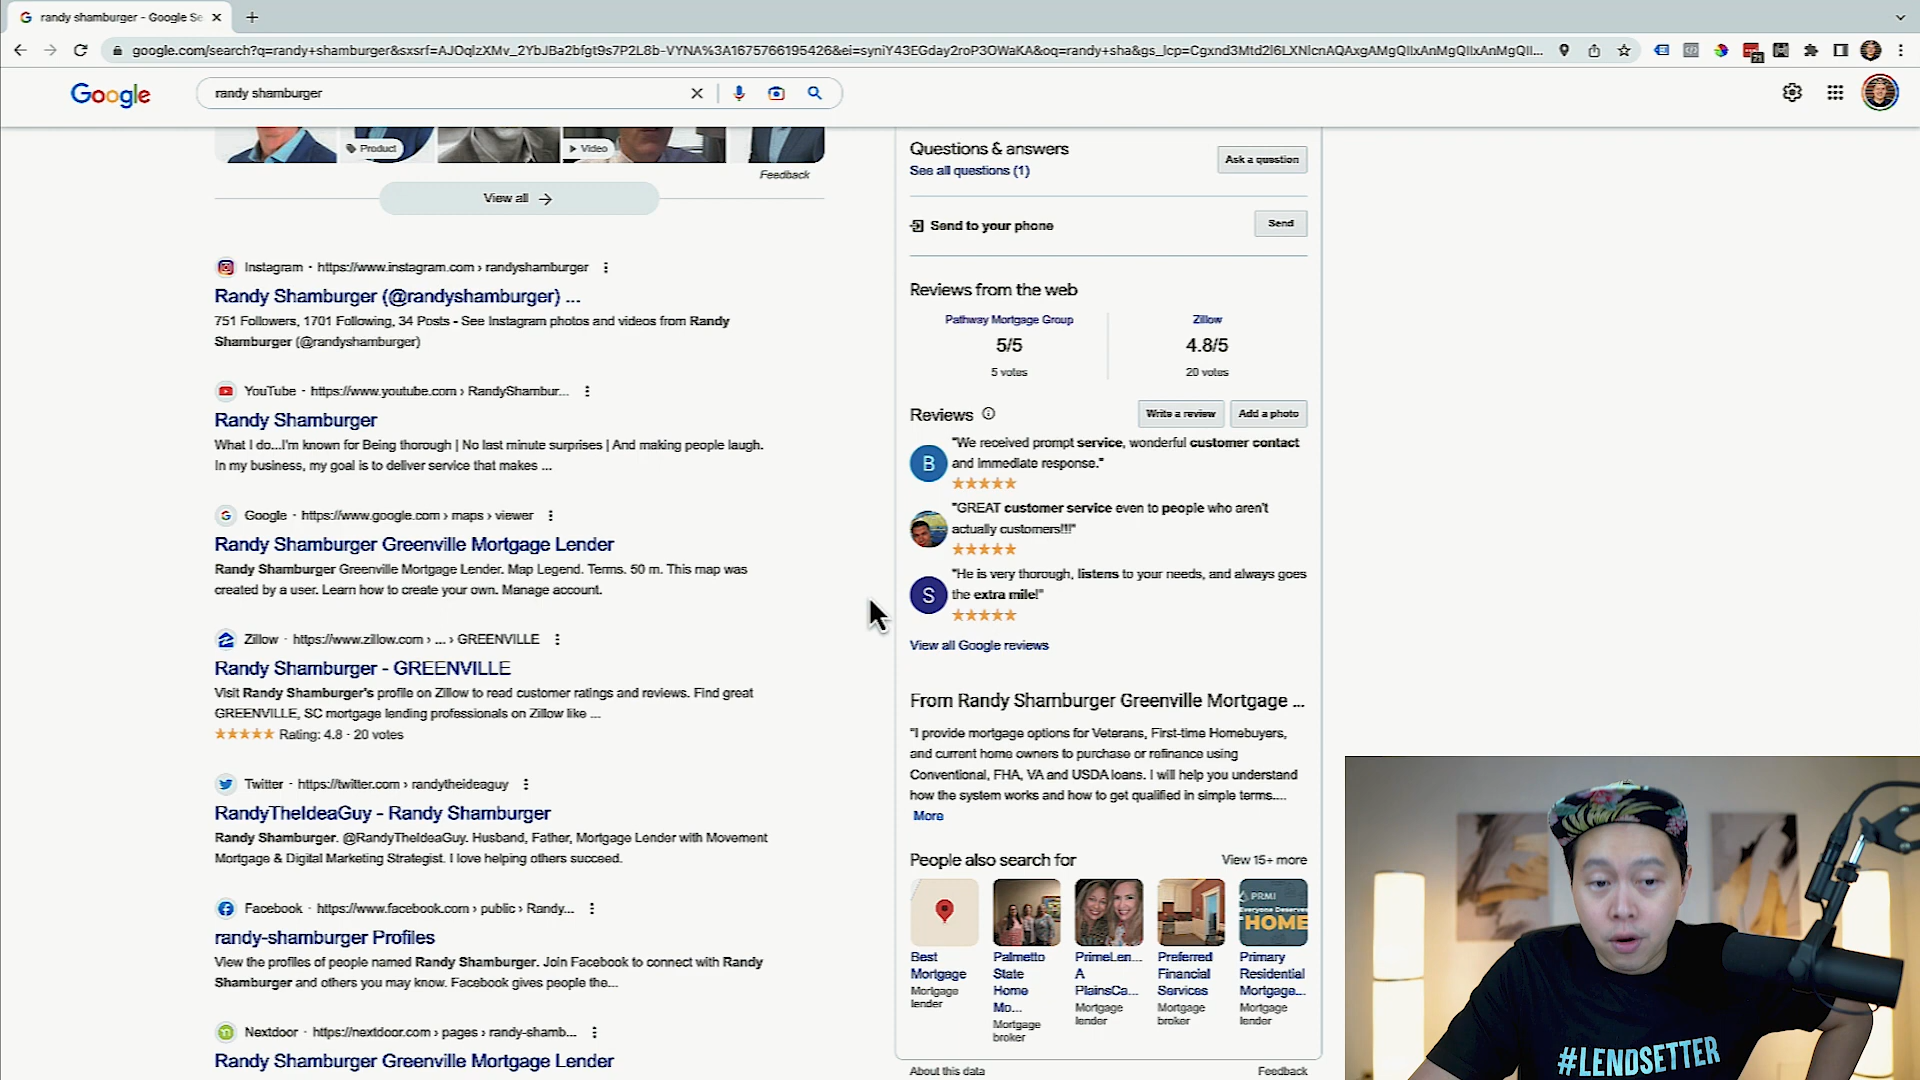 randy shamburger - Google Se
google.com/search?q=randy+shamburger&sxsrf=AJOqlzXMv_2YbJBa2bfgt9s7P2L8b-VYNA%3A1675766195426&ei=syniY43EGday2roP3OWaKA&oq=randy+sha&gs_lcp=Cgxnd3Mtd2l6LXNlcnAQAxgAMgQIIxAnMgQIIxAnMgQII...
Google
randy shamburger
Product
Video
Feedback
View all
Instagram · https://www.instagram.com › randyshamburger
Randy Shamburger (@randyshamburger) ...
751 Followers, 1701 Following, 34 Posts - See Instagram photos and videos from Randy
Shamburger (@randyshamburger)
YouTube · https://www.youtube.com › RandyShambur...
Randy Shamburger
What I do...I'm known for Being thorough | No last minute surprises | And making people laugh.
In my business, my goal is to deliver service that makes ...
Google · https://www.google.com › maps › viewer
Randy Shamburger Greenville Mortgage Lender
Randy Shamburger Greenville Mortgage Lender. Map Legend. Terms. 50 m. This map was
created by a user. Learn how to create your own. Manage account.
Zillow · https://www.zillow.com › ... › GREENVILLE
Randy Shamburger - GREENVILLE
Visit Randy Shamburger's profile on Zillow to read customer ratings and reviews. Find great
GREENVILLE, SC mortgage lending professionals on Zillow like ...
Rating: 4.8 · 20 votes
Twitter · https://twitter.com › randytheideaguy
RandyTheIdeaGuy - Randy Shamburger
Randy Shamburger. @RandyTheIdeaGuy. Husband, Father, Mortgage Lender with Movement
Mortgage & Digital Marketing Strategist. I love helping others succeed.
Facebook · https://www.facebook.com › public › Randy...
randy-shamburger Profiles
View the profiles of people named Randy Shamburger. Join Facebook to connect with Randy
Shamburger and others you may know. Facebook gives people the...
Nextdoor · https://nextdoor.com › pages › randy-shamb...
Randy Shamburger Greenville Mortgage Lender
Questions & answers
See all questions (1)
Ask a question
Send to your phone
Send
Reviews from the web
Pathway Mortgage Group
5/5
5 votes
Zillow
4.8/5
20 votes
Reviews
Write a review
Add a photo
B
"We received prompt service, wonderful customer contact
and immediate response."
"GREAT customer service even to people who aren't
actually customers!!!"
S
"He is very thorough, listens to your needs, and always goes
the extra mile!"
View all Google reviews
From Randy Shamburger Greenville Mortgage ...
"I provide mortgage options for Veterans, First-time Homebuyers,
and current home owners to purchase or refinance using
Conventional, FHA, VA and USDA loans. I will help you understand
how the system works and how to get qualified in simple terms....
More
People also search for
View 15+ more
PRMI
Everyone Deserves
HOME
Best
Mortgage
Mortgage
lender
Palmetto
State
Home
Mo...
Mortgage
broker
PrimeLen...
A
PlainsCa...
Mortgage
lender
Preferred
Financial
Services
Mortgage
broker
Primary
Residential
Mortgage...
Mortgage
lender
About this data
Feedback
#LENDSETTER